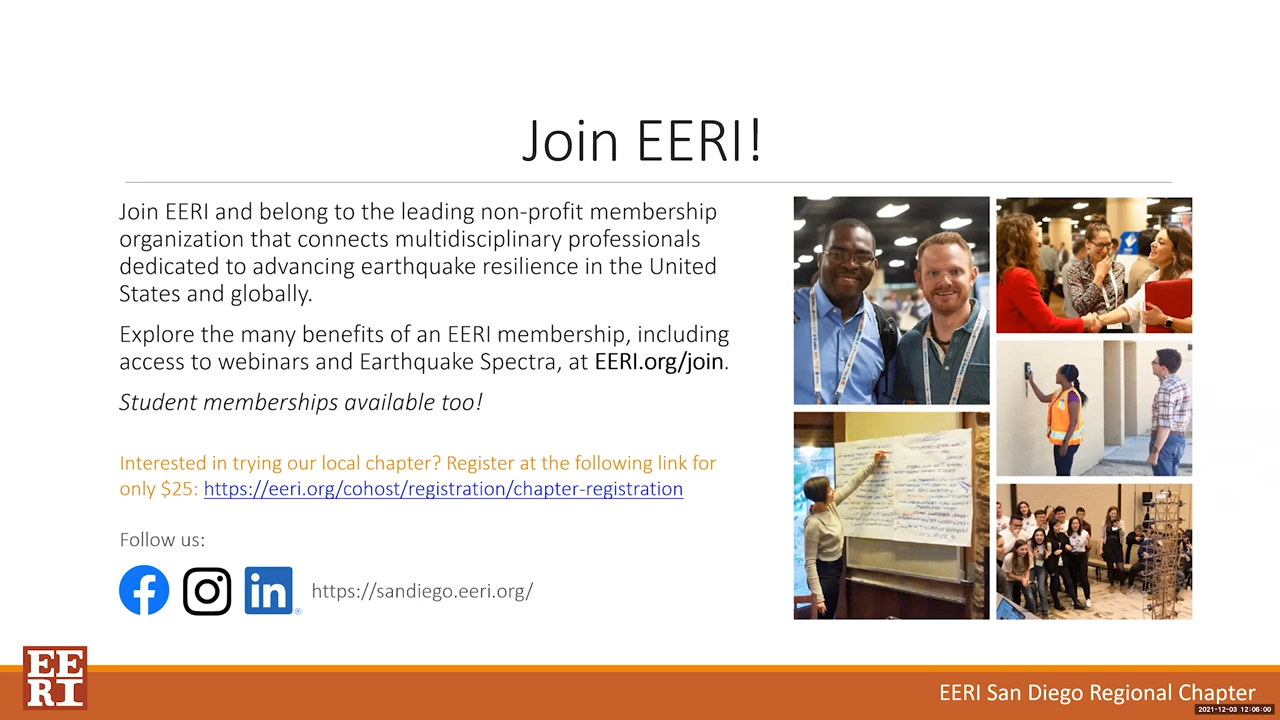 Join EERI!
Join EERI and belong to the leading non-profit membership
organization that connects multidisciplinary professionals
dedicated to advancing earthquake resilience in the United
States and globally.
Explore the many benefits of an EERI membership, including
access to webinars and Earthquake Spectra, at EERI.org/join.
Student memberships available too!
Interested in trying our local chapter? Register at the following link for
only $25: https://eeri.org/cohost/registration/chapter-registration
Follow us:
https://sandiego.eeri.org/
in
EE
RI
EERI San Diego Regional Chapter
2021-12-03 12:06:00